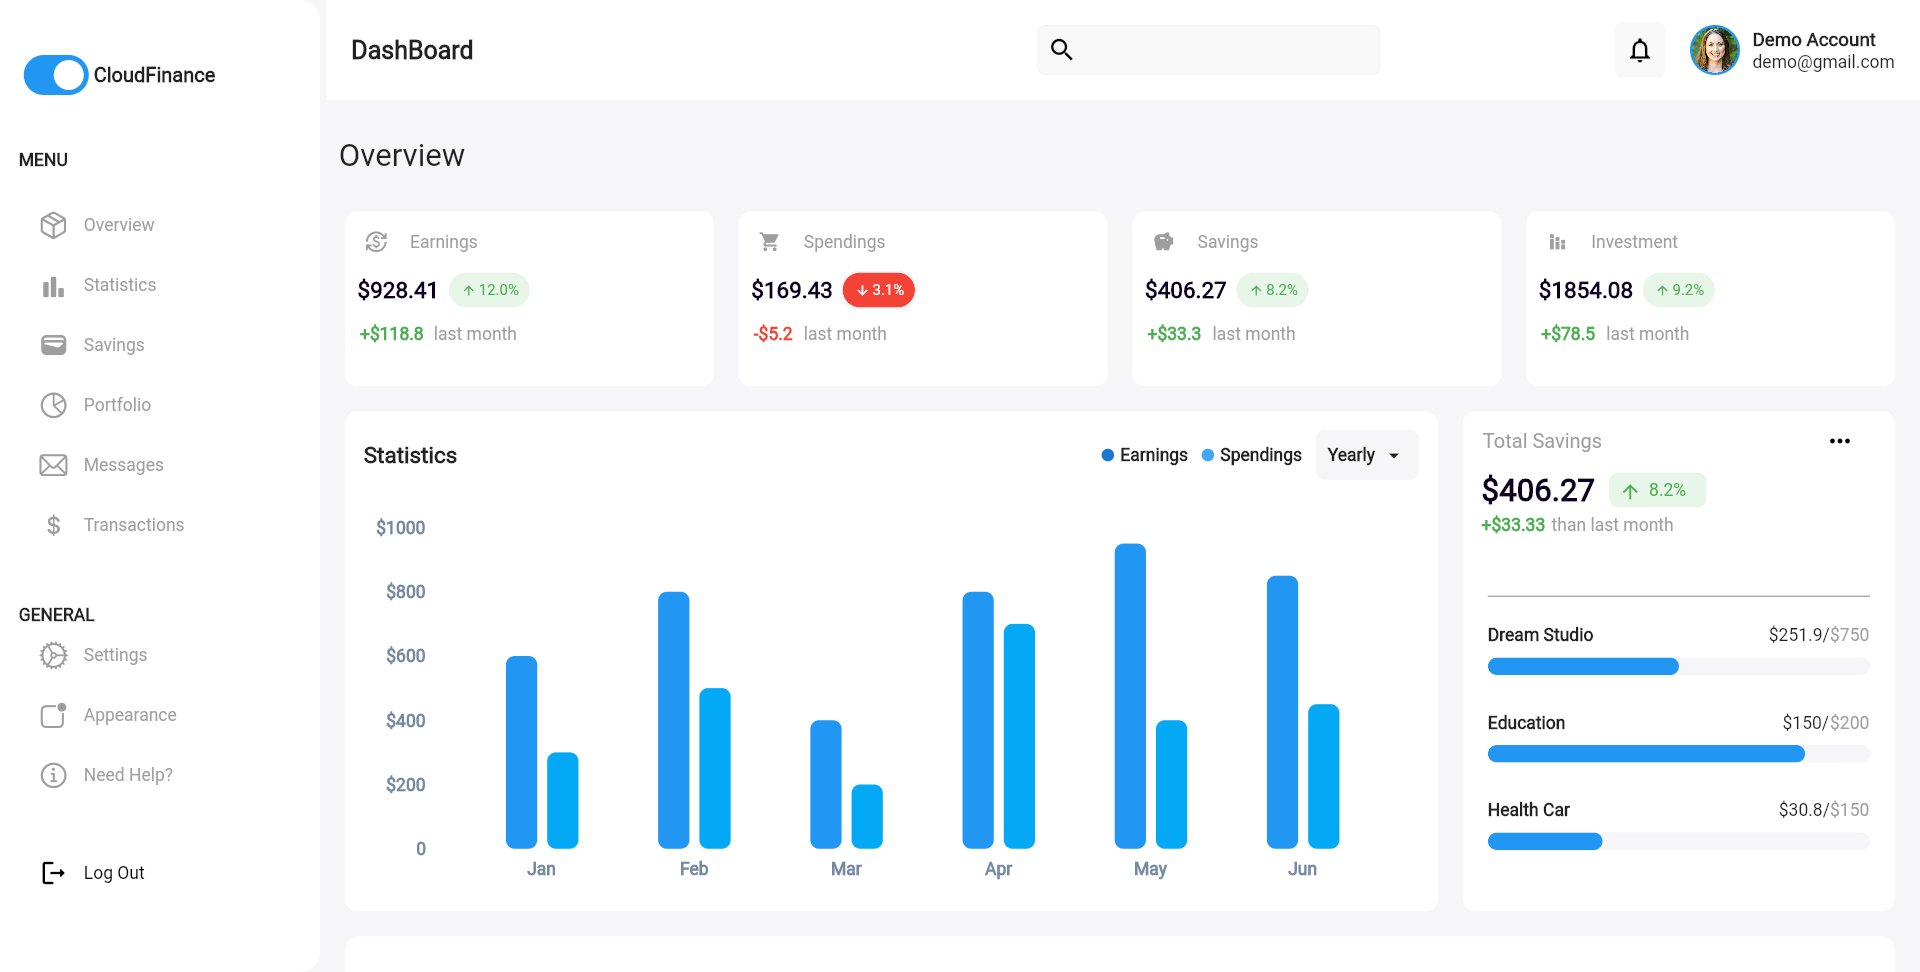 CloudFinance
MENU
Overview
Statistics
Savings
Portfolio
Messages
Transactions
GENERAL
Settings
Appearance
Need Help?
Log Out
DashBoard
Demo Account
demo@gmail.com
Overview
Earnings
$928.41 12.0%
+$118.8 last month
Spendings
$169.43 3.1%
-$5.2 last month
Savings
$406.27 8.2%
+$33.3 last month
Investment
$1854.08 9.2%
+$78.5 last month
Statistics
Earnings Spendings Yearly
$1000
$800
$600
$400
$200
0
Jan Feb Mar Apr May Jun
Total Savings
$406.27 8.2%
+$33.33 than last month
Dream Studio $251.9/$750
Education $150/$200
Health Car $30.8/$150